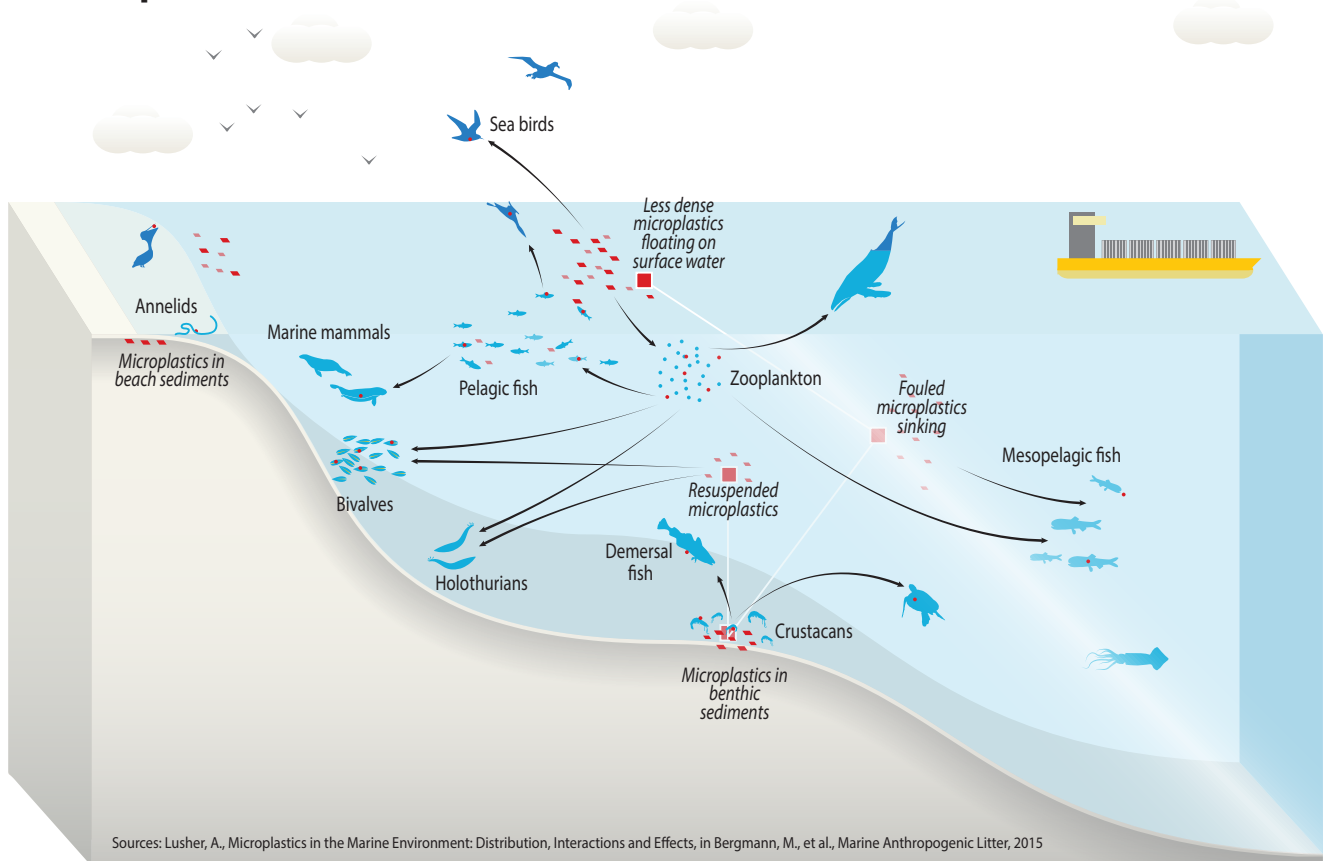 Sea birds
Less dense
microplastics
floating on
surface water
Annelids
Marine mammals
Microplastics in
beach sediments
Pelagic fish
Zooplankton
Fouled
microplastics
sinking
Mesopelagic fish
Bivalves
Resuspended
microplastics
Demersal
fish
Holothurians
Crustacans
Microplastics in
benthic
sediments
Sources: Lusher, A., Microplastics in the Marine Environment: Distribution, Interactions and Effects, in Bergmann, M., et al., Marine Anthropogenic Litter, 2015